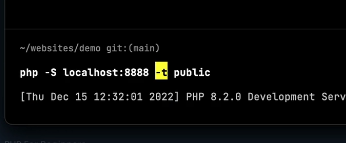 ~/websites/demo git:(main)
php -S localhost:8888 -t public
[Thu Dec 15 12:32:01 2022] PHP 8.2.0 Development Serv